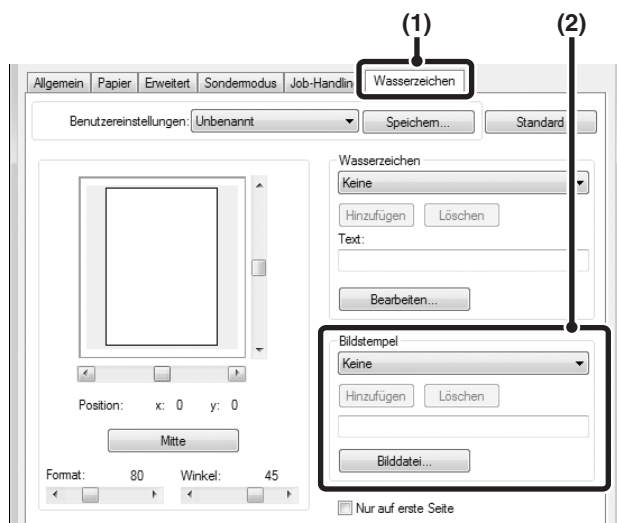 (1) (2)
Allgemein Papier Erweitert Sondermodus Job-Handlin Wasserzeichen
Benutzereinstellungen: Unbenannt Speichern... Standard
Wasserzeichen
Keine
Hinzufügen Löschen
Text:
Bearbeiten...
Bildstempel
Keine
Hinzufügen Löschen
Bilddatei...
Position: x: 0 y: 0
Mitte
Format: 80 Winkel: 45
Nur auf erste Seite